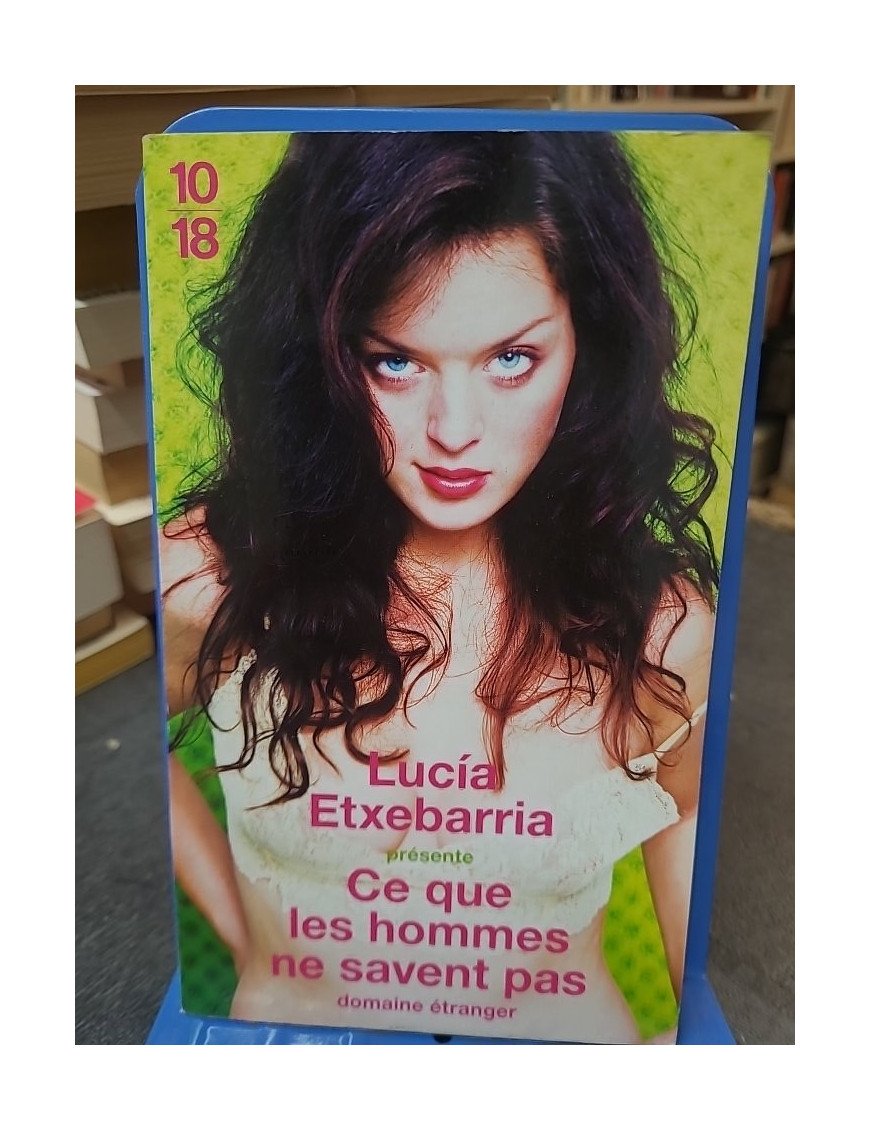 10
18
Lucía
Etxebarria
présente
Ce que
les hommes
ne savent pas
domaine étranger